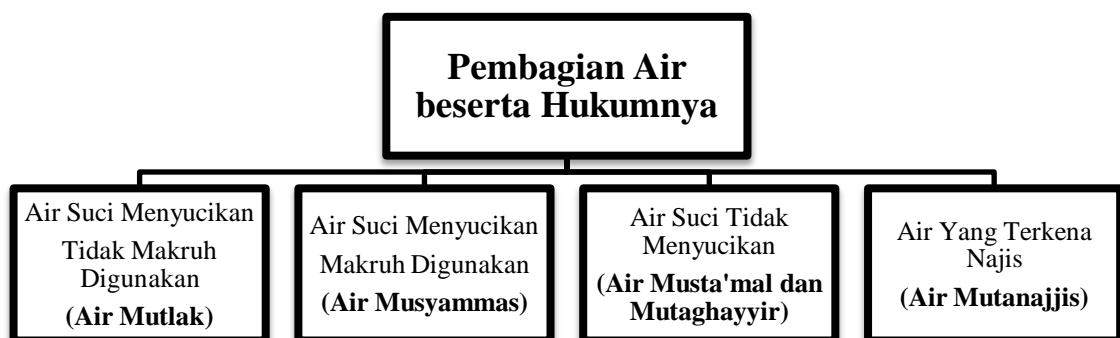 Pembagian Air
beserta Hukumnya
Air Suci Menyucikan
Tidak Makruh
Digunakan
(Air Mutlak)
Air Suci Menyucikan
Makruh Digunakan
(Air Musyammas)
Air Suci Tidak
Menyucikan
(Air Musta'mal dan
Mutaghayyir)
Air Yang Terkena
Najis
(Air Mutanajjis)